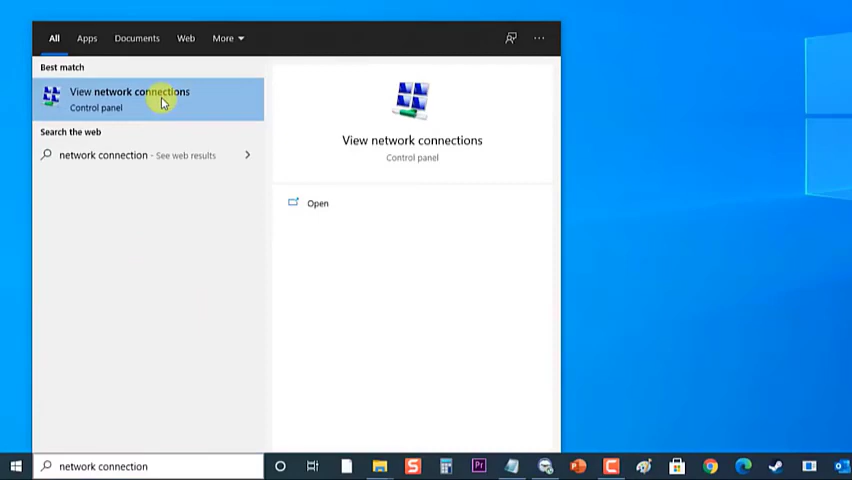 All Apps Documents Web More
Best match
View network connections
Control panel
Search the web
network connection - See web results
View network connections
Control panel
Open
network connection
S Pr